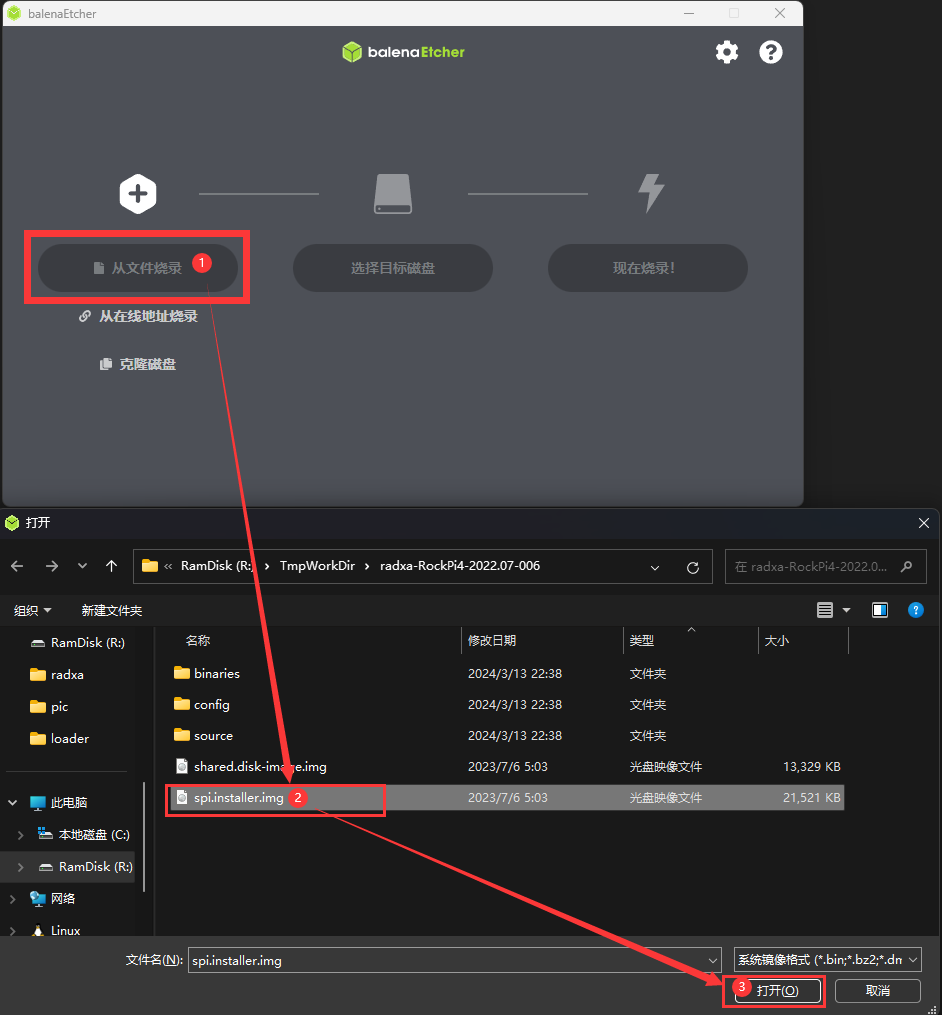 balenaEtcher
balenaEtcher
从文件烧录 1
选择目标磁盘
现在烧录!
从在线地址烧录
克隆磁盘
打开
« RamDisk (R:) › TmpWorkDir › radxa-RockPi4-2022.07-006
在 radxa-RockPi4-2022.0...
组织 新建文件夹
RamDisk (R:)
radxa
pic
loader
此电脑
本地磁盘 (C:)
RamDisk (R:)
网络
Linux
名称 修改日期 类型 大小
binaries 2024/3/13 22:38 文件夹
config 2024/3/13 22:38 文件夹
source 2024/3/13 22:38 文件夹
shared.disk-image.img 2023/7/6 5:03 光盘映像文件 13,329 KB
spi.installer.img 2 2023/7/6 5:03 光盘映像文件 21,521 KB
文件名(N): spi.installer.img 系统镜像格式 (*.bin;*.bz2;*.dn
3 打开(O) 取消